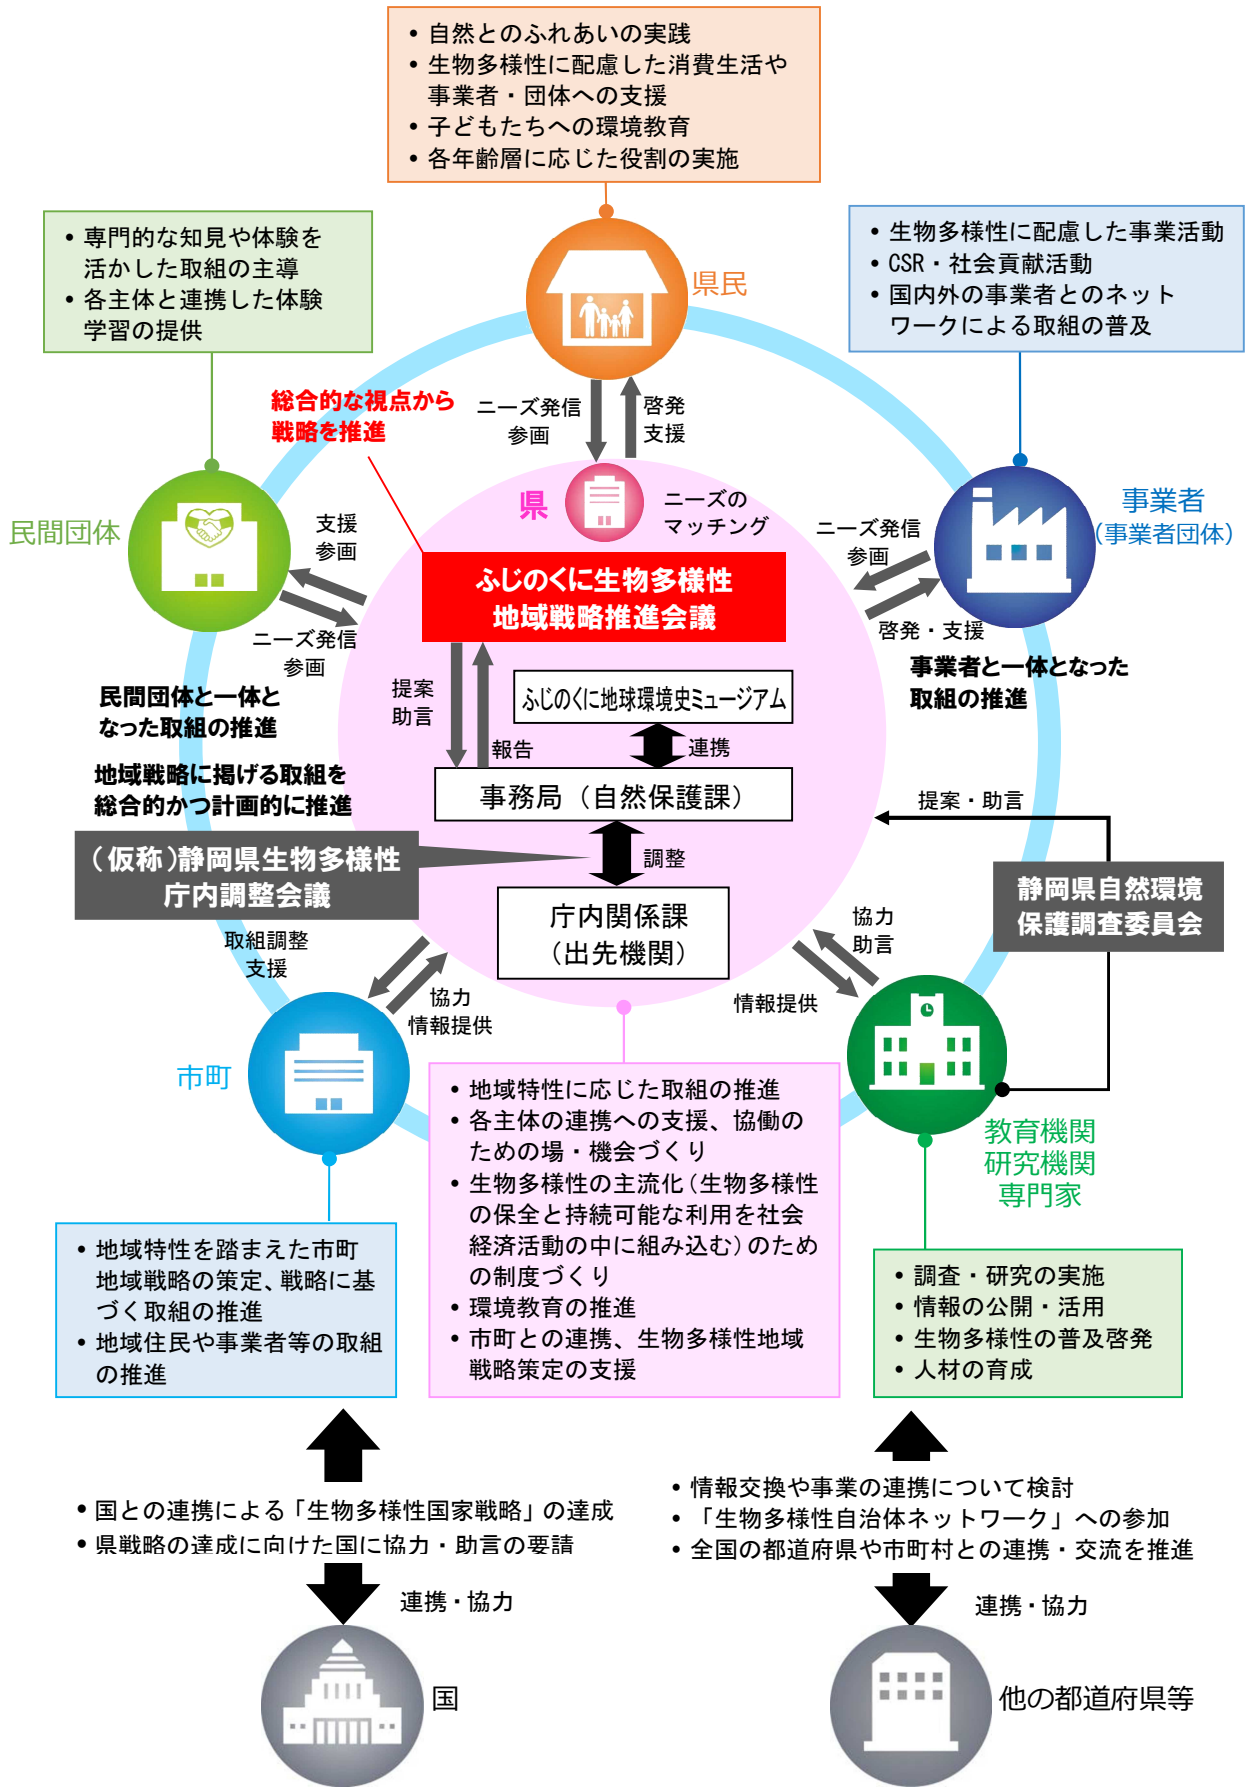 • 自然とのふれあいの実践
• 生物多様性に配慮した消費生活や
事業者・団体への支援
• 子どもたちへの環境教育
• 各年齢層に応じた役割の実施
• 専門的な知見や体験を
活かした取組の主導
• 各主体と連携した体験
学習の提供
• 生物多様性に配慮した事業活動
• CSR・社会貢献活動
• 国内外の事業者とのネット
ワークによる取組の普及
県民
総合的な視点から
戦略を推進
ニーズ発信
参画
啓発
支援
県
ニーズの
マッチング
民間団体
支援
参画
ニーズ発信
参画
事業者
(事業者団体)
ニーズ発信
参画
啓発・支援
ふじのくに生物多様性
地域戦略推進会議
民間団体と一体と
なった取組の推進
事業者と一体となった
取組の推進
提案
助言
報告
ふじのくに地球環境史ミュージアム
連携
地域戦略に掲げる取組を
総合的かつ計画的に推進
事務局（自然保護課）
提案・助言
(仮称)静岡県生物多様性
庁内調整会議
調整
静岡県自然環境
保護調査委員会
庁内関係課
(出先機関)
取組調整
支援
協力
情報提供
協力
助言
情報提供
市町
教育機関
研究機関
専門家
• 地域特性に応じた取組の推進
• 各主体の連携への支援、協働の
ための場・機会づくり
• 生物多様性の主流化(生物多様性
の保全と持続可能な利用を社会
経済活動の中に組み込む)のため
の制度づくり
• 環境教育の推進
• 市町との連携、生物多様性地域
戦略策定の支援
• 地域特性を踏まえた市町
地域戦略の策定、戦略に基
づく取組の推進
• 地域住民や事業者等の取組
の推進
• 調査・研究の実施
• 情報の公開・活用
• 生物多様性の普及啓発
• 人材の育成
• 国との連携による「生物多様性国家戦略」の達成
• 県戦略の達成に向けた国に協力・助言の要請
連携・協力
国
• 情報交換や事業の連携について検討
• 「生物多様性自治体ネットワーク」への参加
• 全国の都道府県や市町村との連携・交流を推進
連携・協力
他の都道府県等